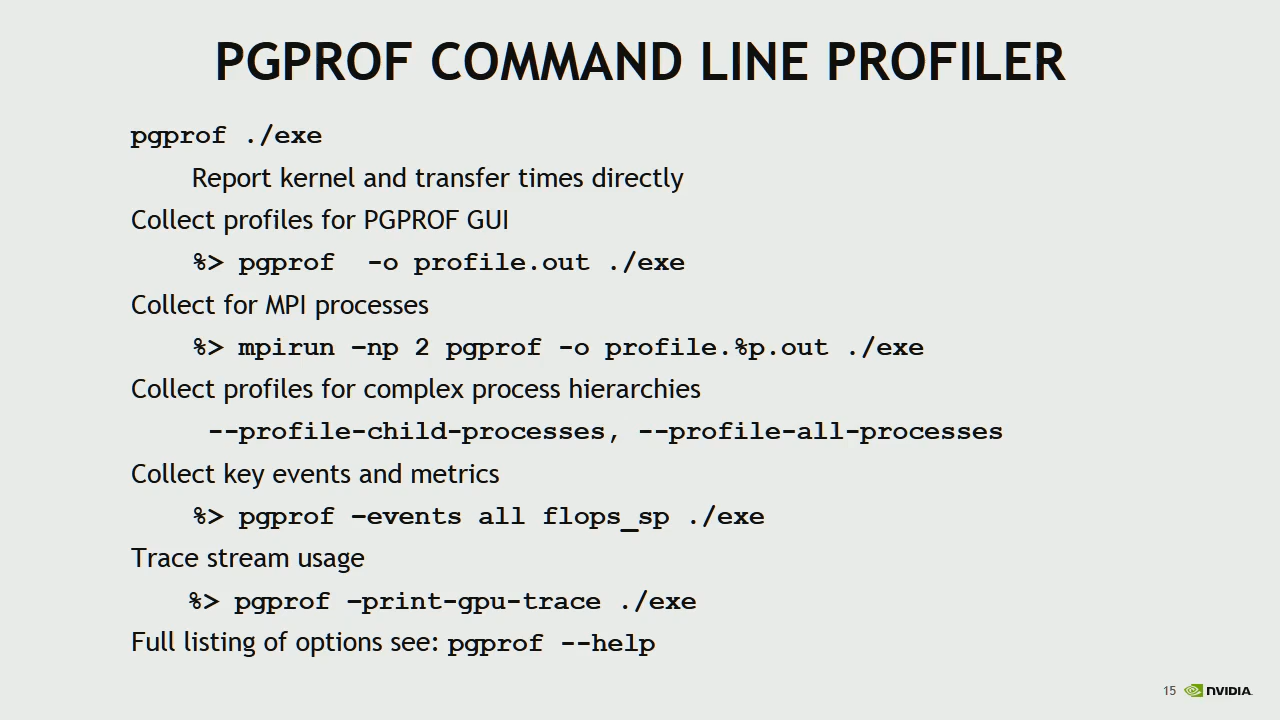 PGPROF COMMAND LINE PROFILER
pgprof ./exe
Report kernel and transfer times directly
Collect profiles for PGPROF GUI
%> pgprof  -o profile.out ./exe
Collect for MPI processes
%> mpirun –np 2 pgprof -o profile.%p.out ./exe
Collect profiles for complex process hierarchies
--profile-child-processes, --profile-all-processes
Collect key events and metrics
%> pgprof –events all flops_sp ./exe
Trace stream usage
%> pgprof –print-gpu-trace ./exe
Full listing of options see: pgprof --help
15 NVIDIA.